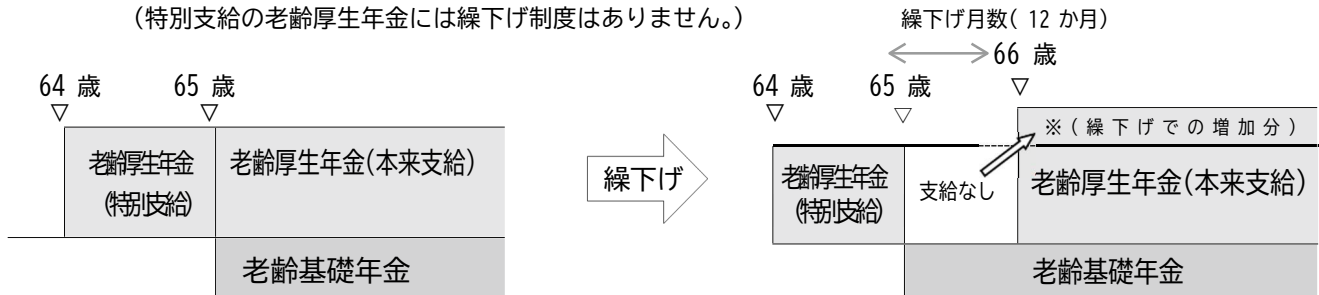 (特別支給の老齢厚生年金には繰下げ制度はありません。)
繰下げ月数( 12 か月)
66 歳
64 歳
65 歳
64 歳
65 歳
※(繰下げでの増加分)
老齢厚生年金
(特別支給)
老齢厚生年金(本来支給)
繰下げ
老齢厚生年金
(特別支給)
支給なし
老齢厚生年金(本来支給)
老齢基礎年金
老齢基礎年金